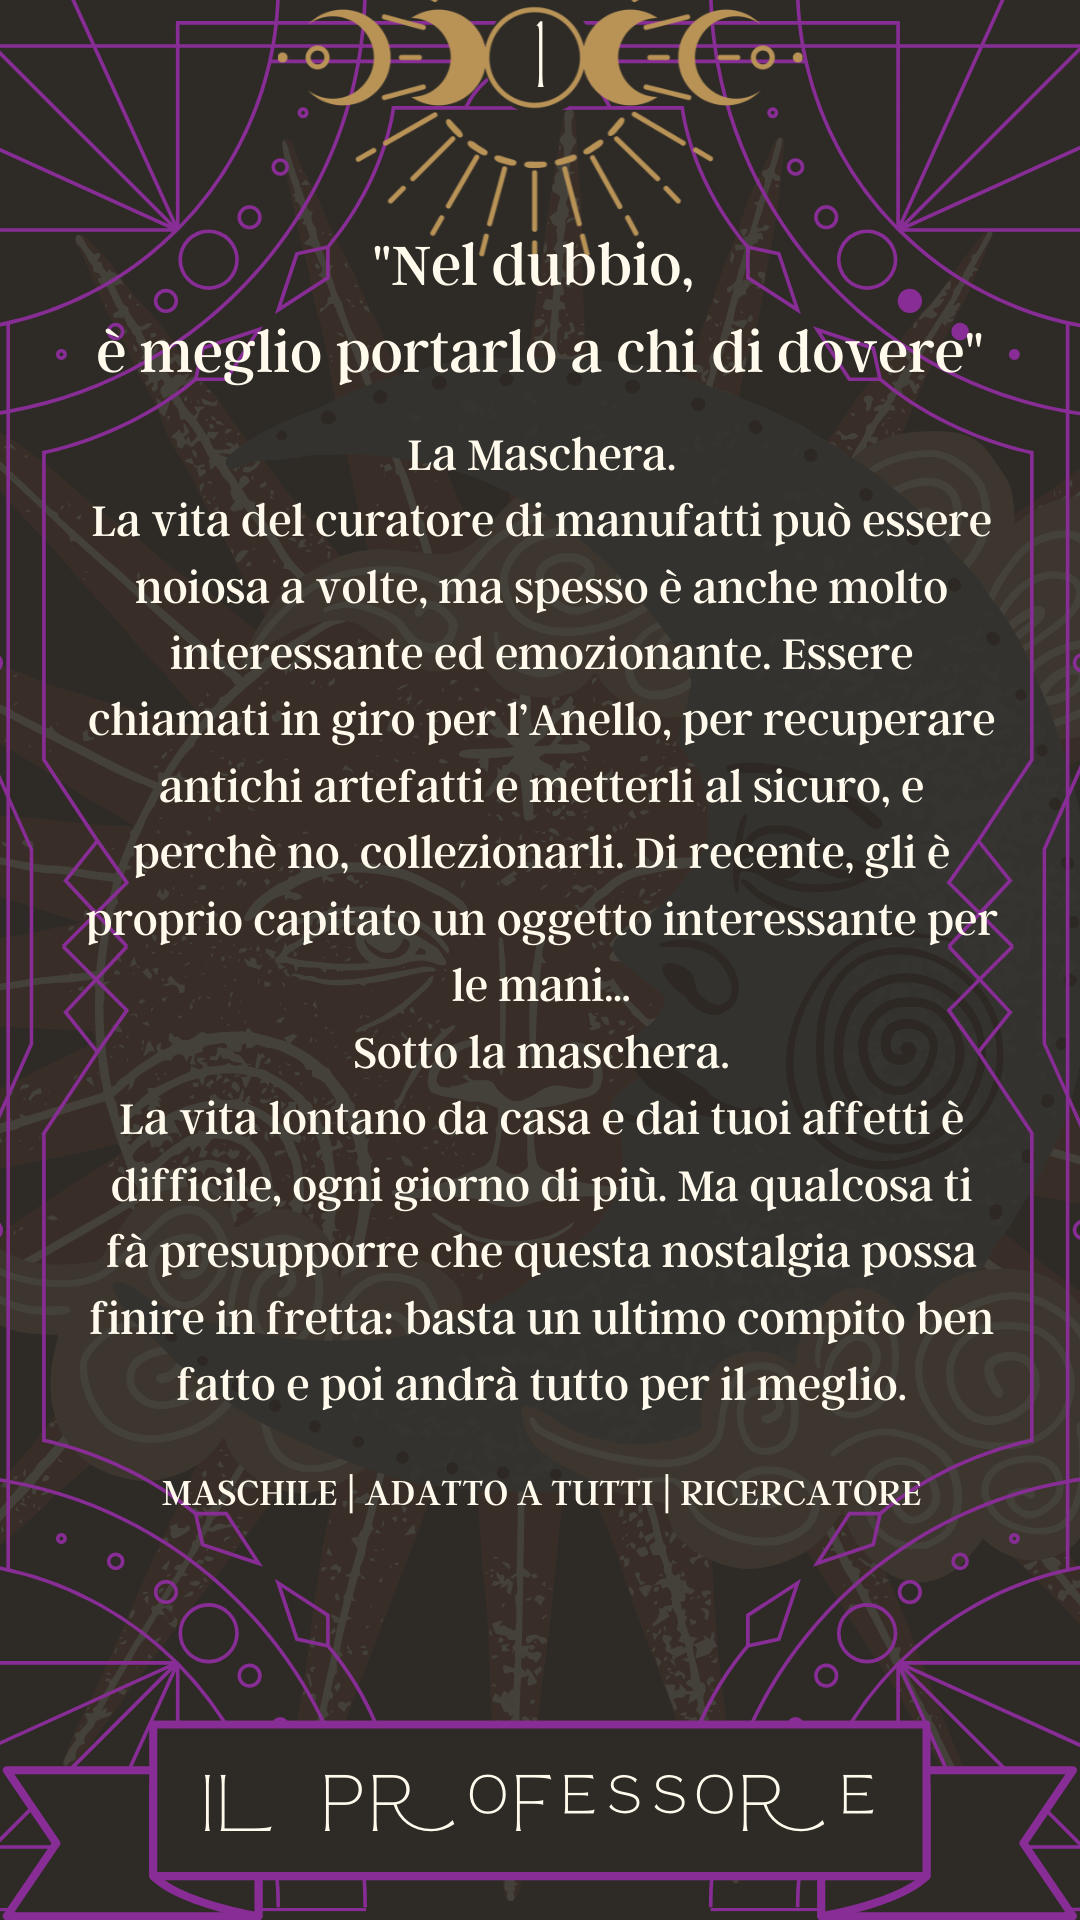 1
"Nel dubbio,
è meglio portarlo a chi di dovere"
La Maschera.
La vita del curatore di manufatti può essere
noiosa a volte, ma spesso è anche molto
interessante ed emozionante. Essere
chiamati in giro per l’Anello, per recuperare
antichi artefatti e metterli al sicuro, e
perchè no, collezionarli. Di recente, gli è
proprio capitato un oggetto interessante per
le mani...
Sotto la maschera.
La vita lontano da casa e dai tuoi affetti è
difficile, ogni giorno di più. Ma qualcosa ti
fà presupporre che questa nostalgia possa
finire in fretta: basta un ultimo compito ben
fatto e poi andrà tutto per il meglio.
MASCHILE | ADATTO A TUTTI | RICERCATORE
IL PROFESSORE